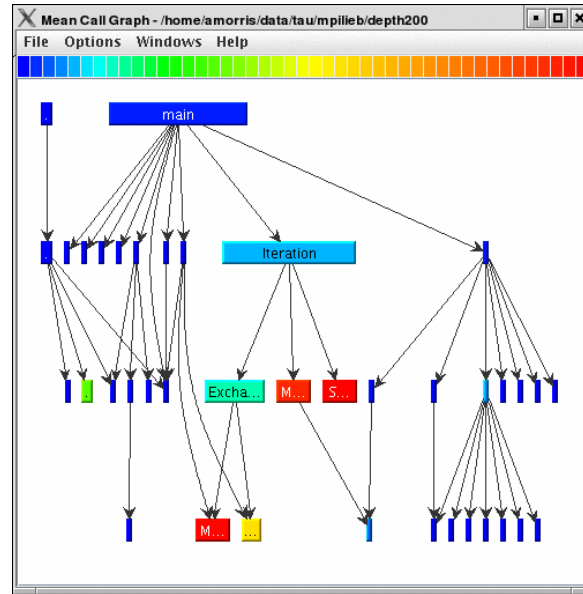 Mean Call Graph - /home/amorris/data/tau/mpilieb/depth200
File Options Windows Help
.
main
.
Iteration
.
Excha...
M...
S...
M...
...